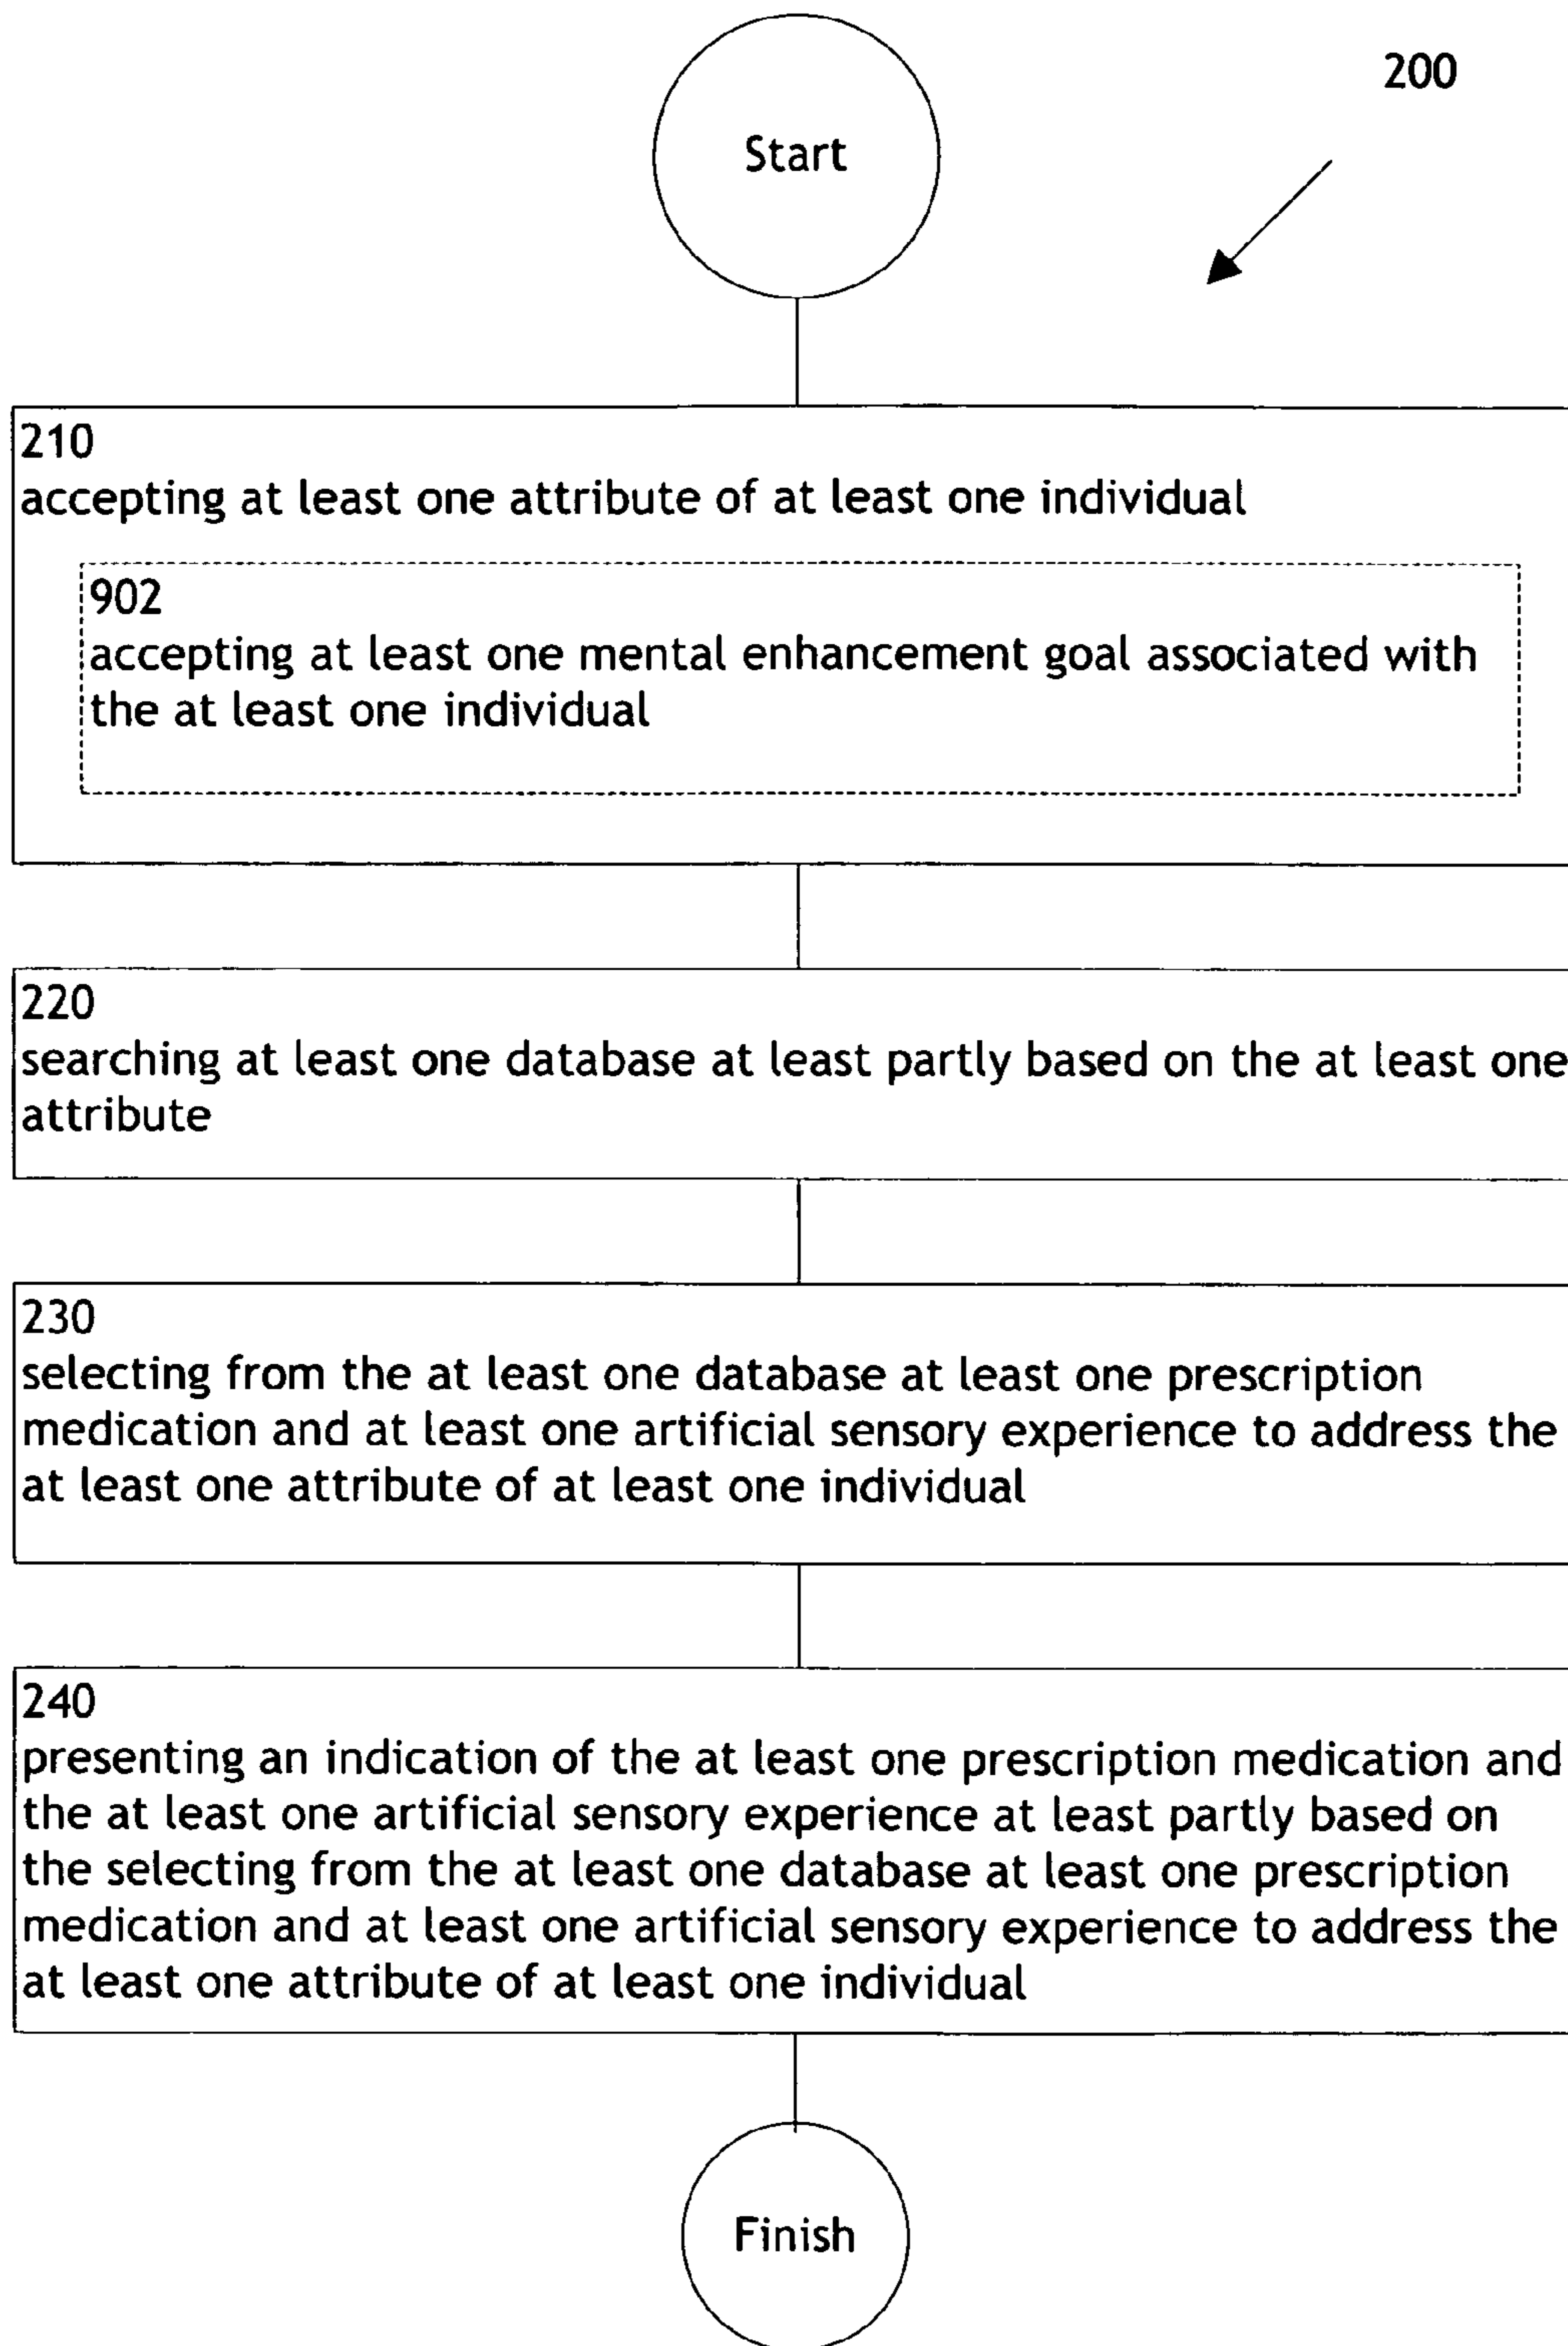 200
Start
210
accepting at least one attribute of at least one individual
902
accepting at least one mental enhancement goal associated with
the at least one individual
220
searching at least one database at least partly based on the at least one
attribute
230
selecting from the at least one database at least one prescription
medication and at least one artificial sensory experience to address the
at least one attribute of at least one individual
240
presenting an indication of the at least one prescription medication and
the at least one artificial sensory experience at least partly based on
the selecting from the at least one database at least one prescription
medication and at least one artificial sensory experience to address the
at least one attribute of at least one individual
Finish